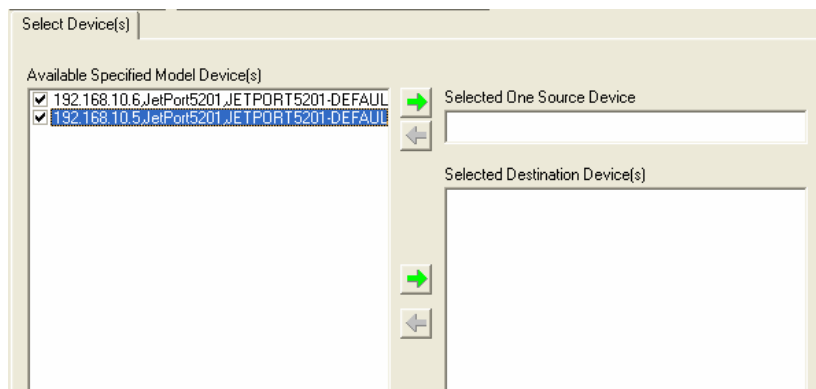 Select Device(s)
Available Specified Model Device(s)
192.168.10.6,JetPort5201,JETPORT5201-DEFAUL
192.168.10.5,JetPort5201,JETPORT5201-DEFAUL
Selected One Source Device
Selected Destination Device(s)